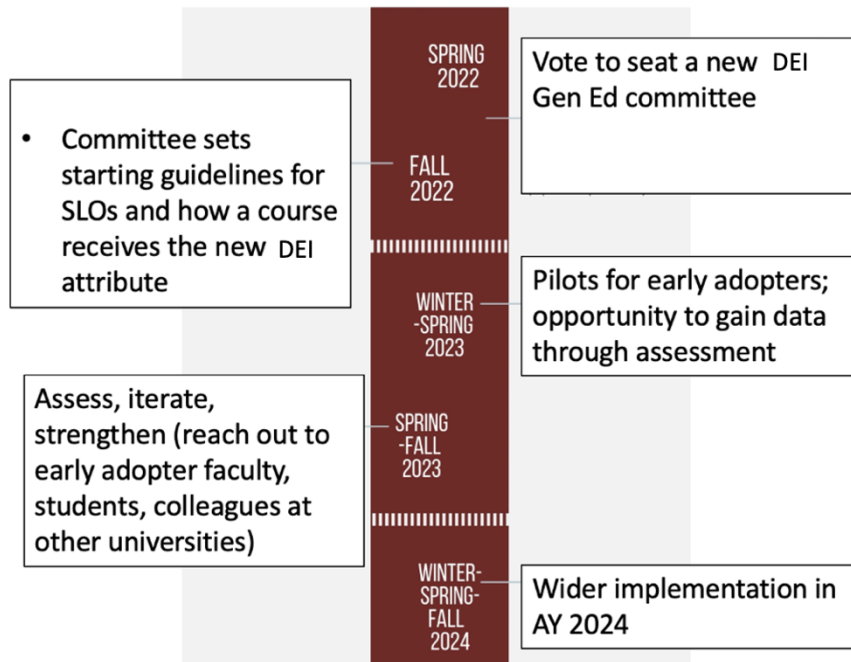 SPRING
2022
Vote to seat a new DEI
Gen Ed committee
• Committee sets
starting guidelines for
SLOs and how a course
receives the new DEI
attribute
FALL
2022
WINTER
-SPRING
2023
Pilots for early adopters;
opportunity to gain data
through assessment
Assess, iterate,
strengthen (reach out to
early adopter faculty,
students, colleagues at
other universities)
SPRING
-FALL
2023
WINTER-
SPRING-
FALL
2024
Wider implementation in
AY 2024